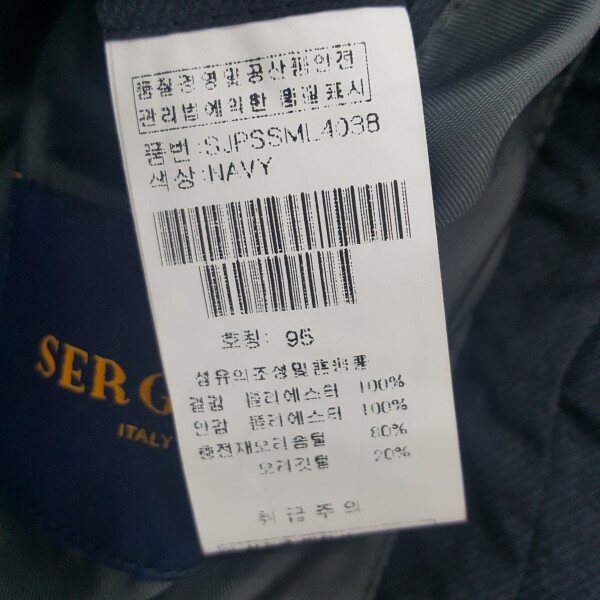 품질경영및공산품안전
관리법에의한 품질표시
품번:SJPSSML4038
색상:NAVY
호칭: 95
섬유의조성및혼용률
겉감 폴리에스터 100%
안감 폴리에스터 100%
충전재오리솜털 80%
오리깃털 20%
취급주의
SER G
ITALY